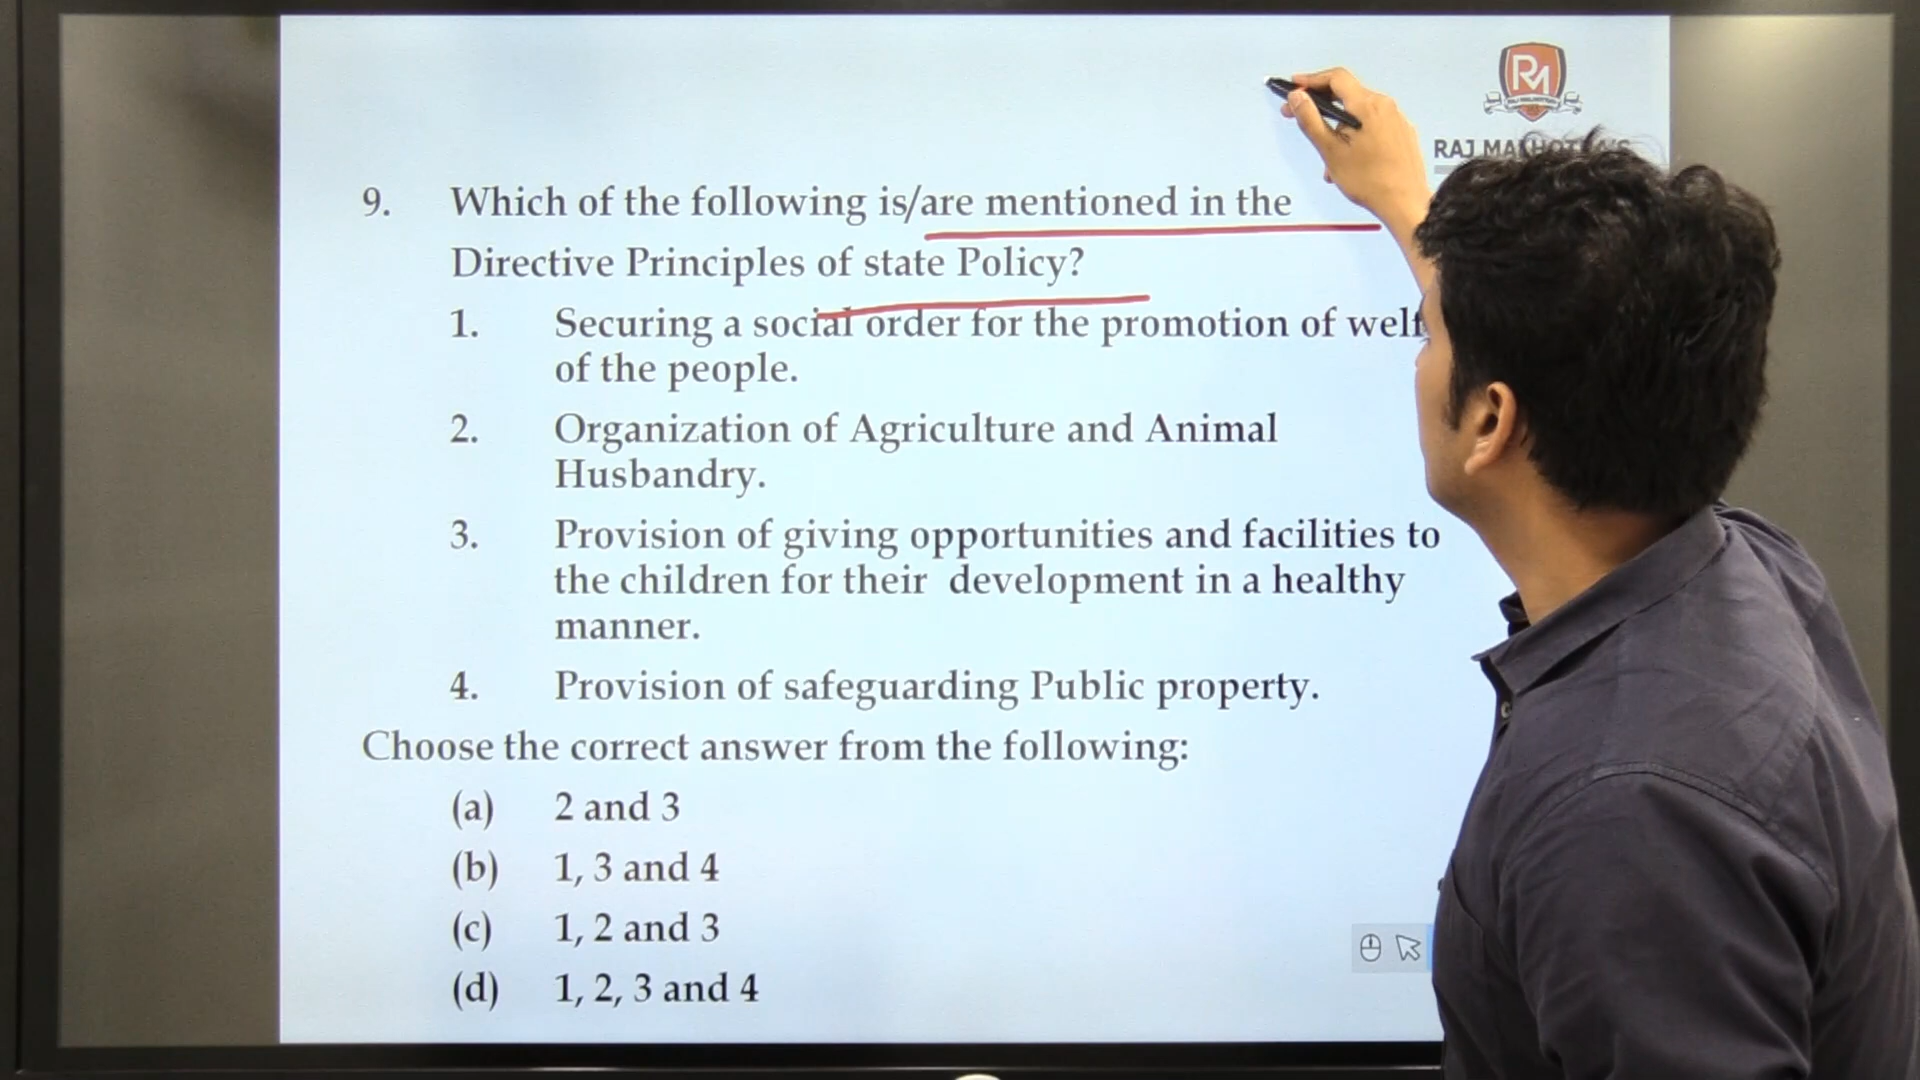 RAJ
9. Which of the following is/are mentioned in the
Directive Principles of state Policy?
1. Securing a social order for the promotion of
of the people.
2. Organization of Agriculture and Animal
Husbandry.
3. Provision of giving opportunities and facilities to
the children for their development in a healthy
manner.
4. Provision of safeguarding Public property.
Choose the correct answer from the following:
(a) 2 and 3
(b) 1, 3 and 4
(c) 1, 2 and 3
(d) 1, 2, 3 and 4